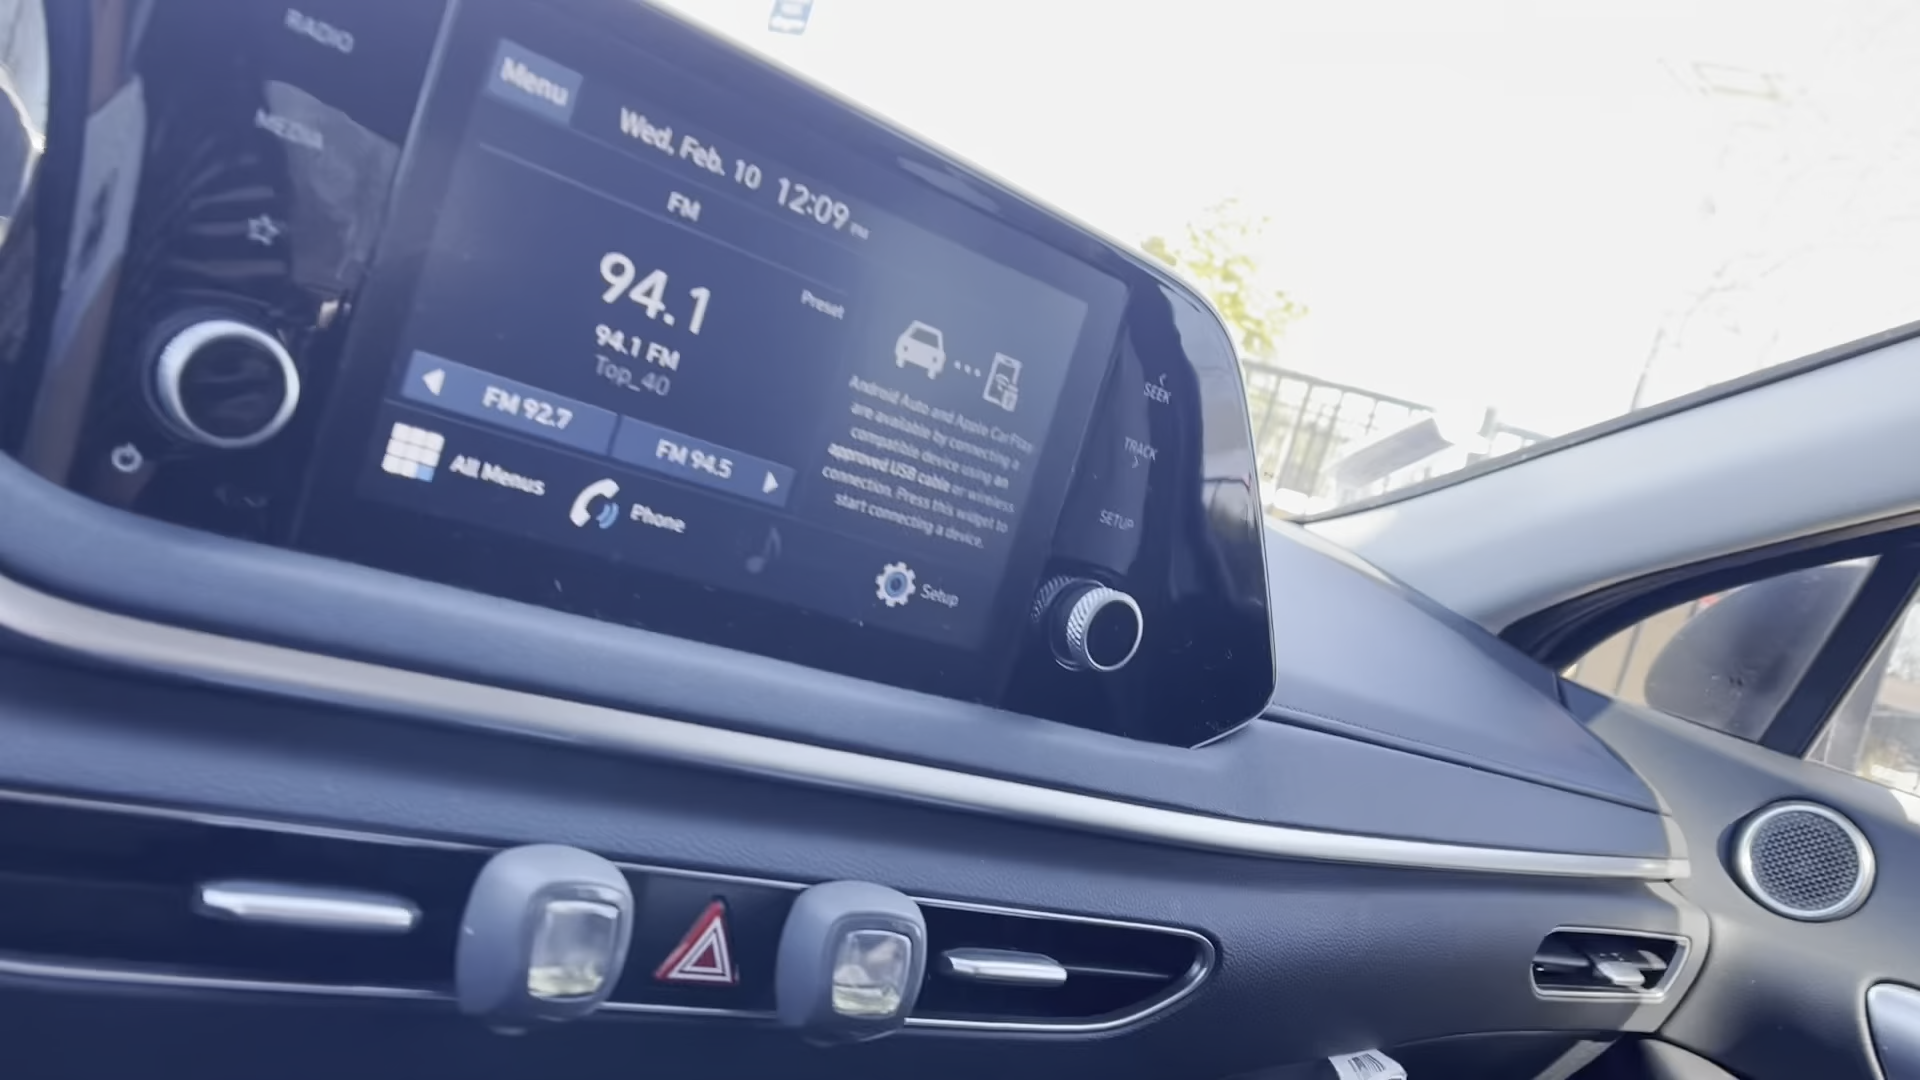 RADIO
MEDIA
Menu
Wed, Feb. 10 12:09 PM
FM
94.1
Preset
94.1 FM
Top_40
FM 92.7
FM 94.5
All Menus
Phone
Setup
Android Auto and Apple CarPlay
are available by connecting a
compatible device using an
approved USB cable or wireless
connection. Press this widget to
start connecting a device.
SEEK
TRACK
SETUP